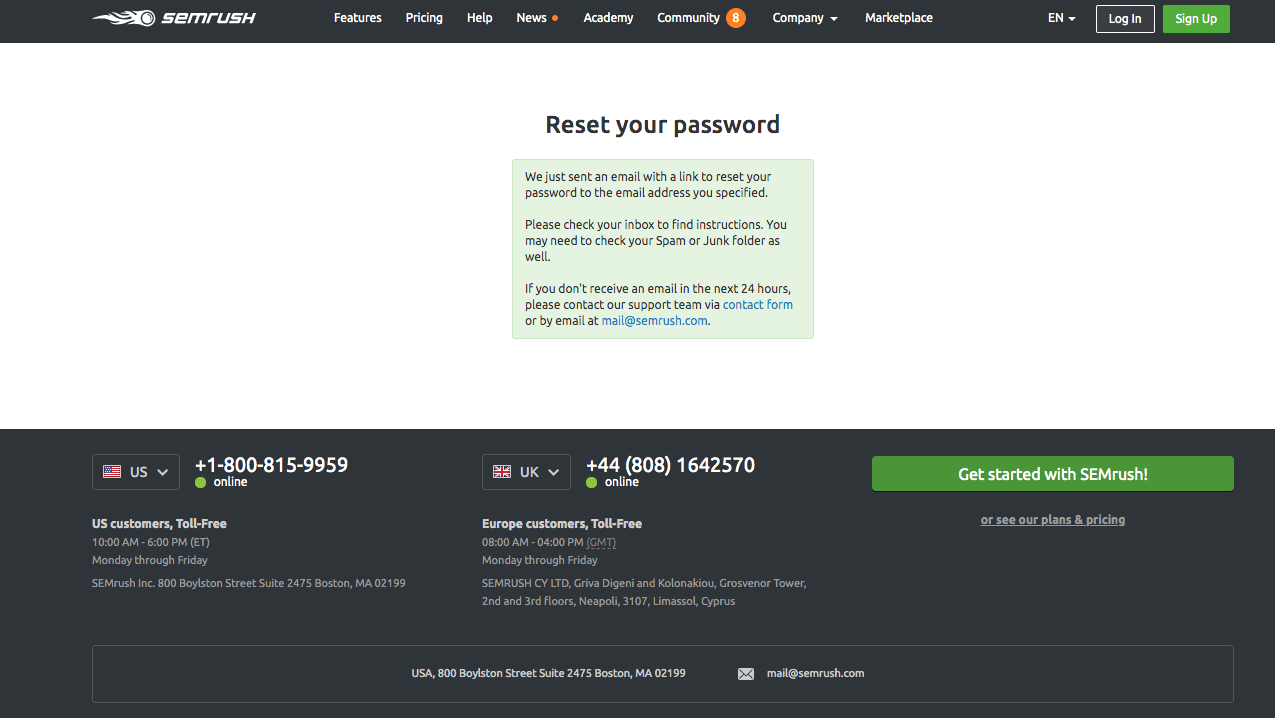 SEMRUSH Features Pricing Help News Academy Community 8 Company Marketplace EN Log In Sign Up
Reset your password
We just sent an email with a link to reset your
password to the email address you specified.
Please check your inbox to find instructions. You
may need to check your Spam or Junk folder as
well.
If you don't receive an email in the next 24 hours,
please contact our support team via contact form
or by email at mail@semrush.com.
US +1-800-815-9959
online
US customers, Toll-Free
10:00 AM - 6:00 PM (ET)
Monday through Friday
SEMrush Inc. 800 Boylston Street Suite 2475 Boston, MA 02199
UK +44 (808) 1642570
online
Europe customers, Toll-Free
08:00 AM - 04:00 PM (GMT)
Monday through Friday
SEMRUSH CY LTD, Griva Digeni and Kolonakiou, Grosvenor Tower,
2nd and 3rd floors, Neapoli, 3107, Limassol, Cyprus
Get started with SEMrush!
or see our plans & pricing
USA, 800 Boylston Street Suite 2475 Boston, MA 02199 mail@semrush.com